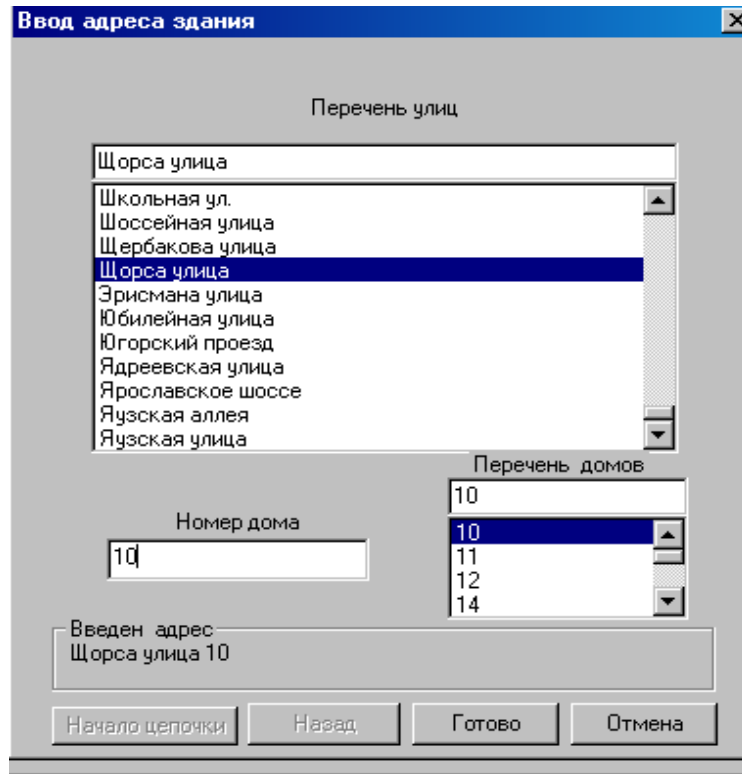 Ввод адреса здания
Перечень улиц
Щорса улица
Школьная ул.
Шоссейная улица
Щербакова улица
Щорса улица
Эрисмана улица
Юбилейная улица
Югорский проезд
Ядреевская улица
Ярославское шоссе
Яузская аллея
Яузская улица
Перечень домов
10
Номер дома
10
10
11
12
14
Введен адрес
Щорса улица 10
Начало цепочки
Назад
Готово
Отмена